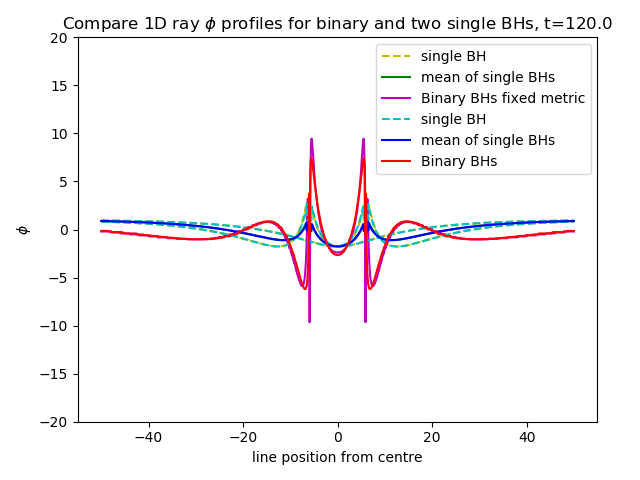 Compare 1D ray ϕ profiles for binary and two single BHs, t=120.0
20
15
10
5
0
−5
−10
−15
−20
ϕ
single BH
mean of single BHs
Binary BHs fixed metric
single BH
mean of single BHs
Binary BHs
−40 −20 0 20 40
line position from centre